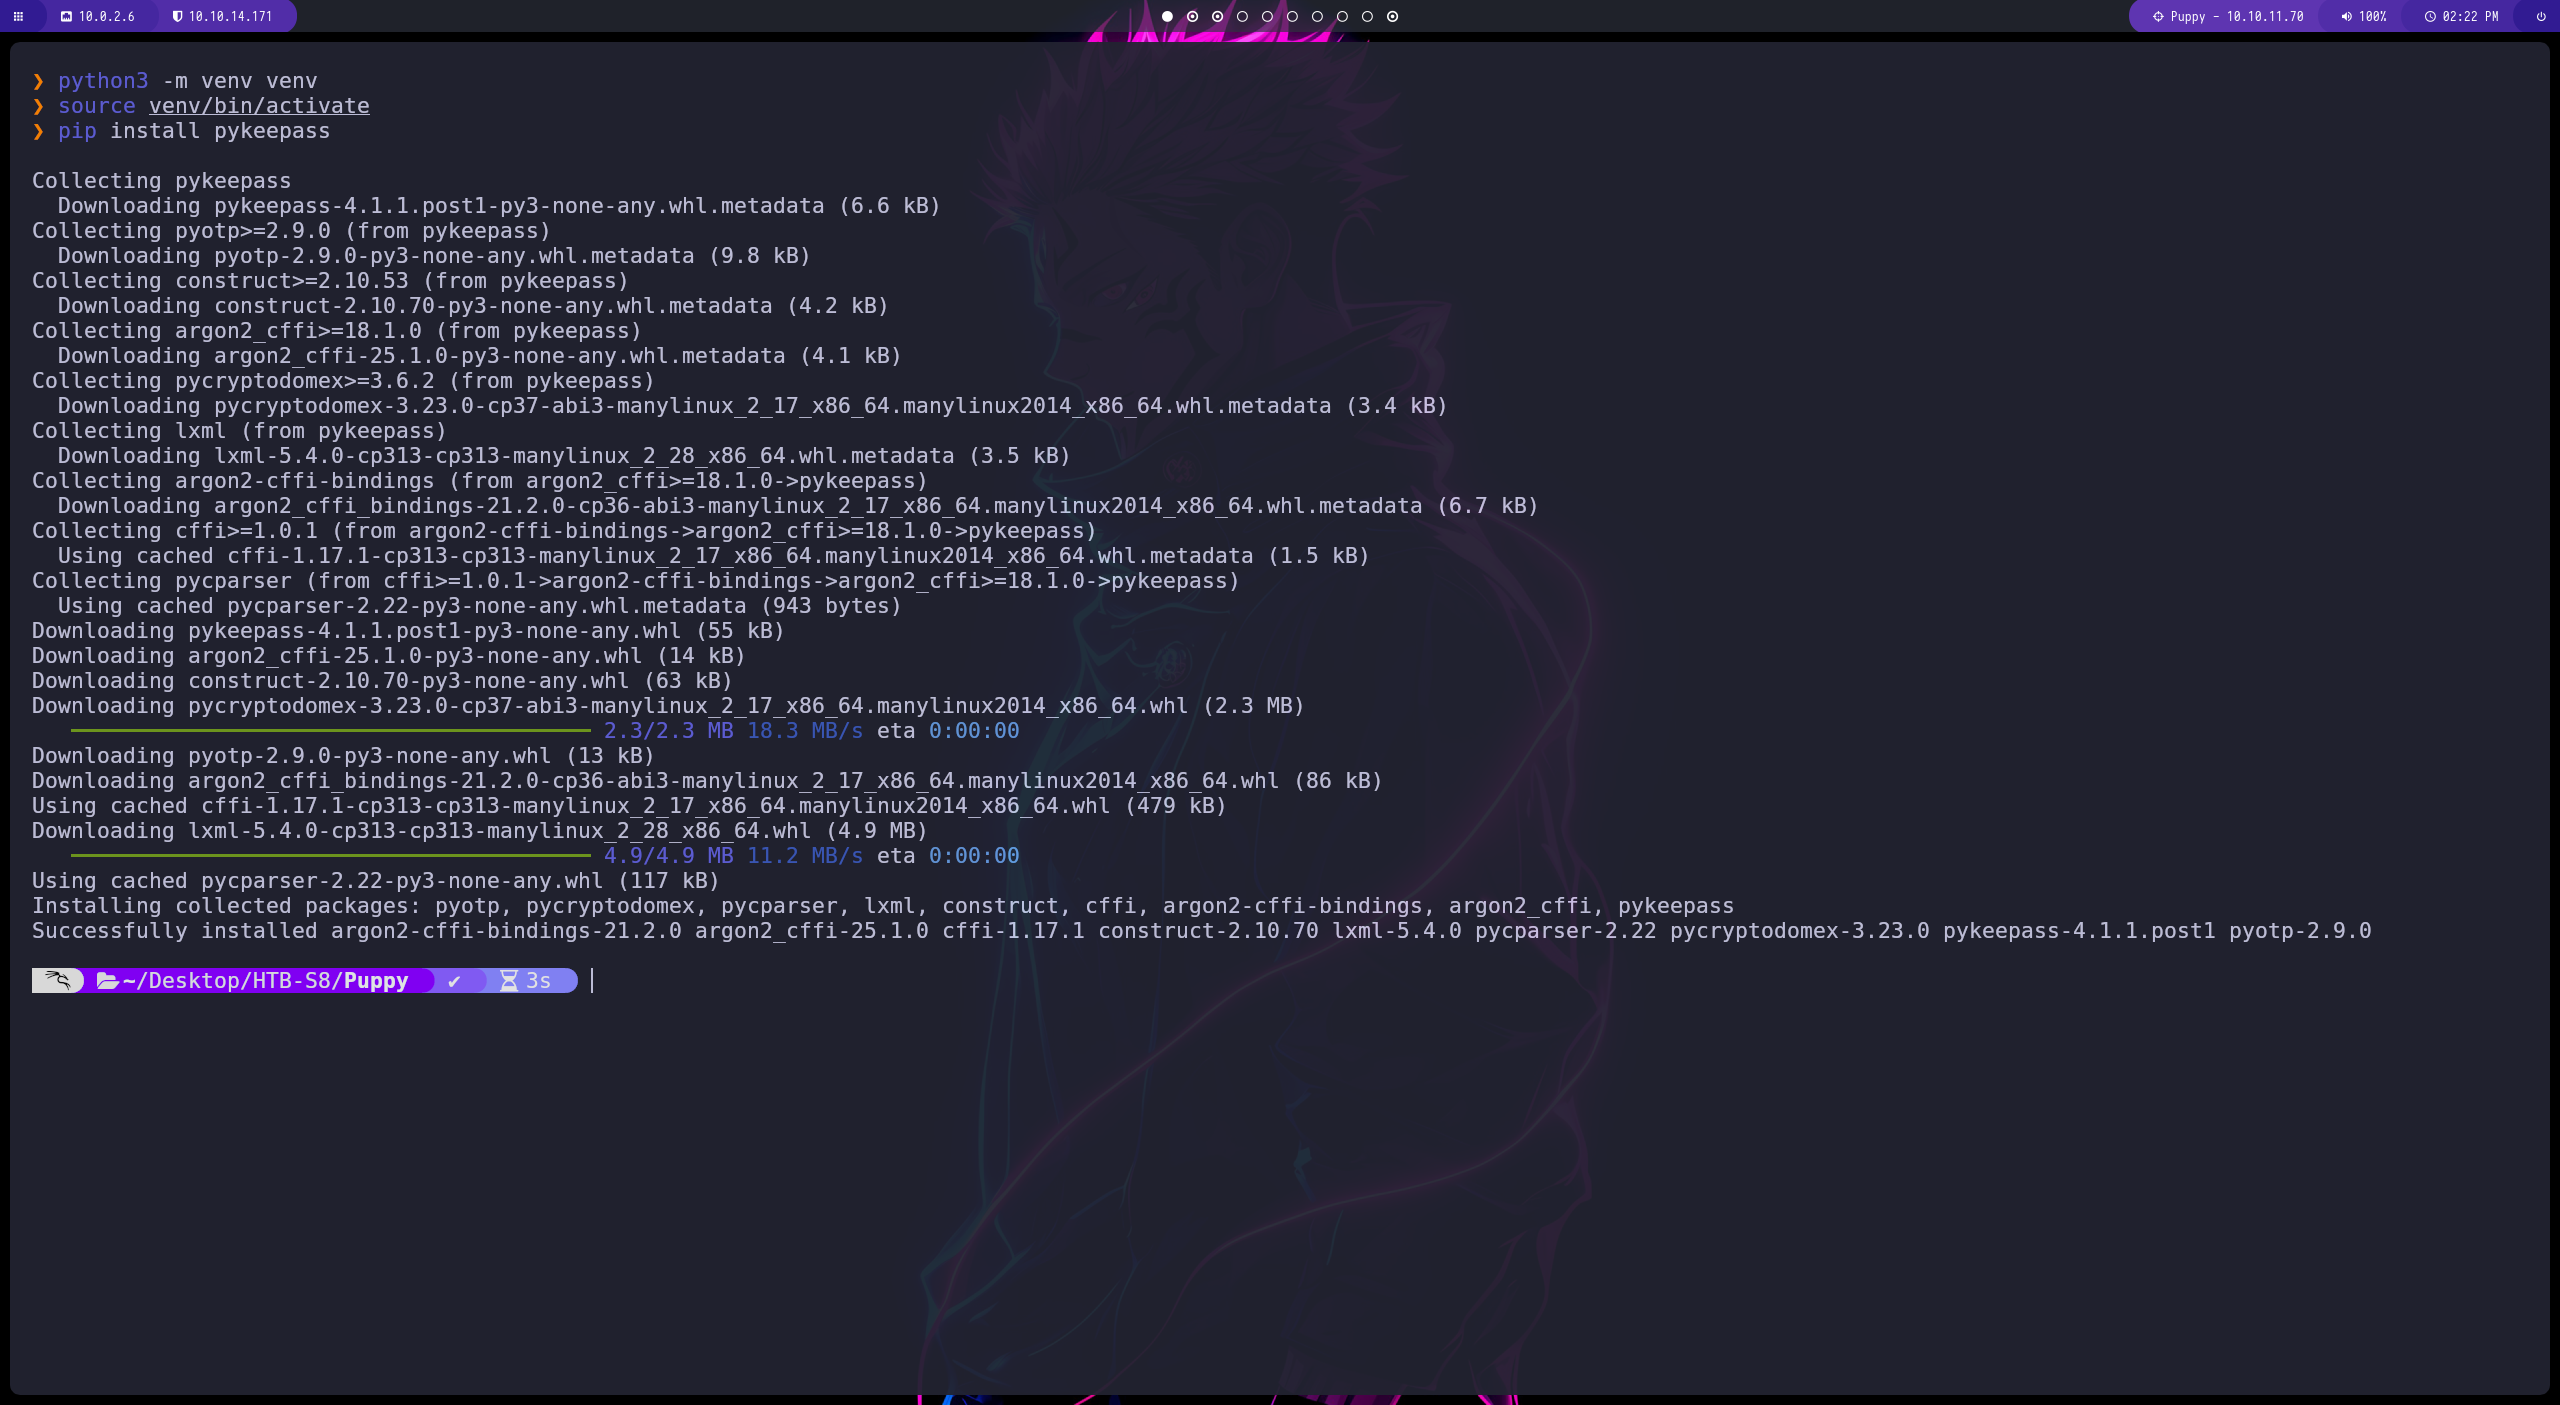 10.0.2.6 10.10.14.171 Puppy - 10.10.11.70 100% 02:22 PM
❯ python3 -m venv venv
❯ source venv/bin/activate
❯ pip install pykeepass
Collecting pykeepass
  Downloading pykeepass-4.1.1.post1-py3-none-any.whl.metadata (6.6 kB)
Collecting pyotp>=2.9.0 (from pykeepass)
  Downloading pyotp-2.9.0-py3-none-any.whl.metadata (9.8 kB)
Collecting construct>=2.10.53 (from pykeepass)
  Downloading construct-2.10.70-py3-none-any.whl.metadata (4.2 kB)
Collecting argon2_cffi>=18.1.0 (from pykeepass)
  Downloading argon2_cffi-25.1.0-py3-none-any.whl.metadata (4.1 kB)
Collecting pycryptodomex>=3.6.2 (from pykeepass)
  Downloading pycryptodomex-3.23.0-cp37-abi3-manylinux_2_17_x86_64.manylinux2014_x86_64.whl.metadata (3.4 kB)
Collecting lxml (from pykeepass)
  Downloading lxml-5.4.0-cp313-cp313-manylinux_2_28_x86_64.whl.metadata (3.5 kB)
Collecting argon2-cffi-bindings (from argon2_cffi>=18.1.0->pykeepass)
  Downloading argon2_cffi_bindings-21.2.0-cp36-abi3-manylinux_2_17_x86_64.manylinux2014_x86_64.whl.metadata (6.7 kB)
Collecting cffi>=1.0.1 (from argon2-cffi-bindings->argon2_cffi>=18.1.0->pykeepass)
  Using cached cffi-1.17.1-cp313-cp313-manylinux_2_17_x86_64.manylinux2014_x86_64.whl.metadata (1.5 kB)
Collecting pycparser (from cffi>=1.0.1->argon2-cffi-bindings->argon2_cffi>=18.1.0->pykeepass)
  Using cached pycparser-2.22-py3-none-any.whl.metadata (943 bytes)
Downloading pykeepass-4.1.1.post1-py3-none-any.whl (55 kB)
Downloading argon2_cffi-25.1.0-py3-none-any.whl (14 kB)
Downloading construct-2.10.70-py3-none-any.whl (63 kB)
Downloading pycryptodomex-3.23.0-cp37-abi3-manylinux_2_17_x86_64.manylinux2014_x86_64.whl (2.3 MB)
2.3/2.3 MB 18.3 MB/s eta 0:00:00
Downloading pyotp-2.9.0-py3-none-any.whl (13 kB)
Downloading argon2_cffi_bindings-21.2.0-cp36-abi3-manylinux_2_17_x86_64.manylinux2014_x86_64.whl (86 kB)
Using cached cffi-1.17.1-cp313-cp313-manylinux_2_17_x86_64.manylinux2014_x86_64.whl (479 kB)
Downloading lxml-5.4.0-cp313-cp313-manylinux_2_28_x86_64.whl (4.9 MB)
4.9/4.9 MB 11.2 MB/s eta 0:00:00
Using cached pycparser-2.22-py3-none-any.whl (117 kB)
Installing collected packages: pyotp, pycryptodomex, pycparser, lxml, construct, cffi, argon2-cffi-bindings, argon2_cffi, pykeepass
Successfully installed argon2-cffi-bindings-21.2.0 argon2_cffi-25.1.0 cffi-1.17.1 construct-2.10.70 lxml-5.4.0 pycparser-2.22 pycryptodomex-3.23.0 pykeepass-4.1.1.post1 pyotp-2.9.0
~/Desktop/HTB-S8/Puppy ✔ 3s